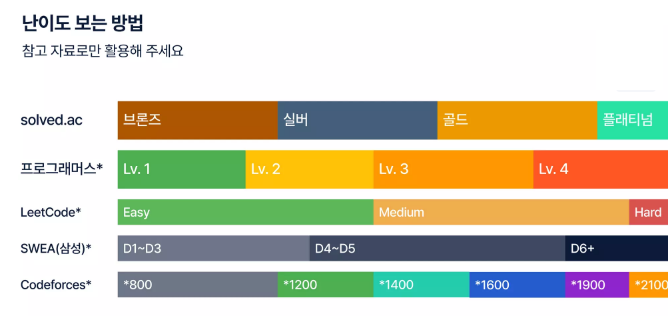 난이도 보는 방법
참고 자료로만 활용해 주세요
solved.ac 브론즈 실버 골드 플래티넘
프로그래머스* Lv. 1 Lv. 2 Lv. 3 Lv. 4
LeetCode* Easy Medium Hard
SWEA(삼성)* D1~D3 D4~D5 D6+
Codeforces* *800 *1200 *1400 *1600 *1900 *2100